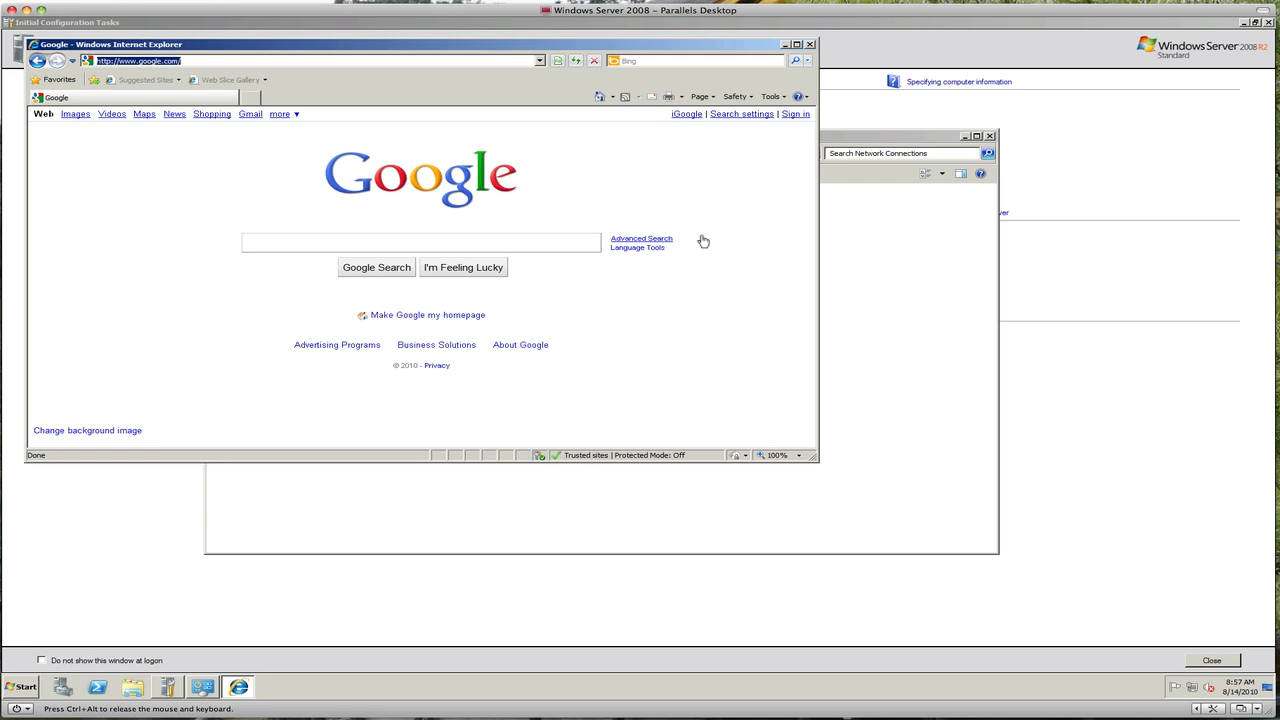 Windows Server 2008 – Parallels Desktop
Initial Configuration Tasks
Windows Server 2008 R2
Standard
Google - Windows Internet Explorer
http://www.google.com/
Bing
Favorites Suggested Sites Web Slice Gallery
Google
Page Safety Tools
Specifying computer information
Web Images Videos Maps News Shopping Gmail more ▼
iGoogle | Search settings | Sign in
Search Network Connections
Google
ver
Advanced Search
Language Tools
Google Search I'm Feeling Lucky
Make Google my homepage
Advertising Programs Business Solutions About Google
© 2010 - Privacy
Change background image
Done
Trusted sites | Protected Mode: Off
100%
Do not show this window at logon
Close
Start
8:57 AM
8/14/2010
Press Ctrl+Alt to release the mouse and keyboard.